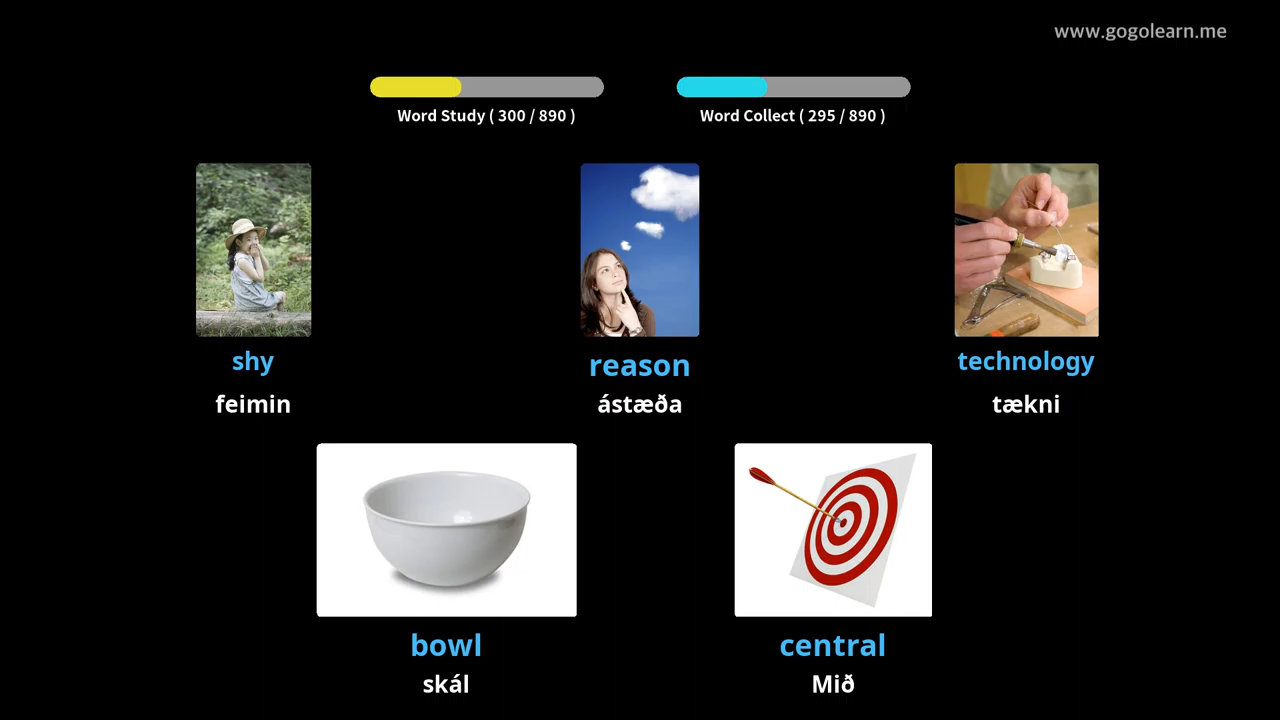 www.gogolearn.me
Word Study ( 300 / 890 )
Word Collect ( 295 / 890 )
shy
reason
technology
feimin
ástæða
tækni
bowl
central
skál
Mið